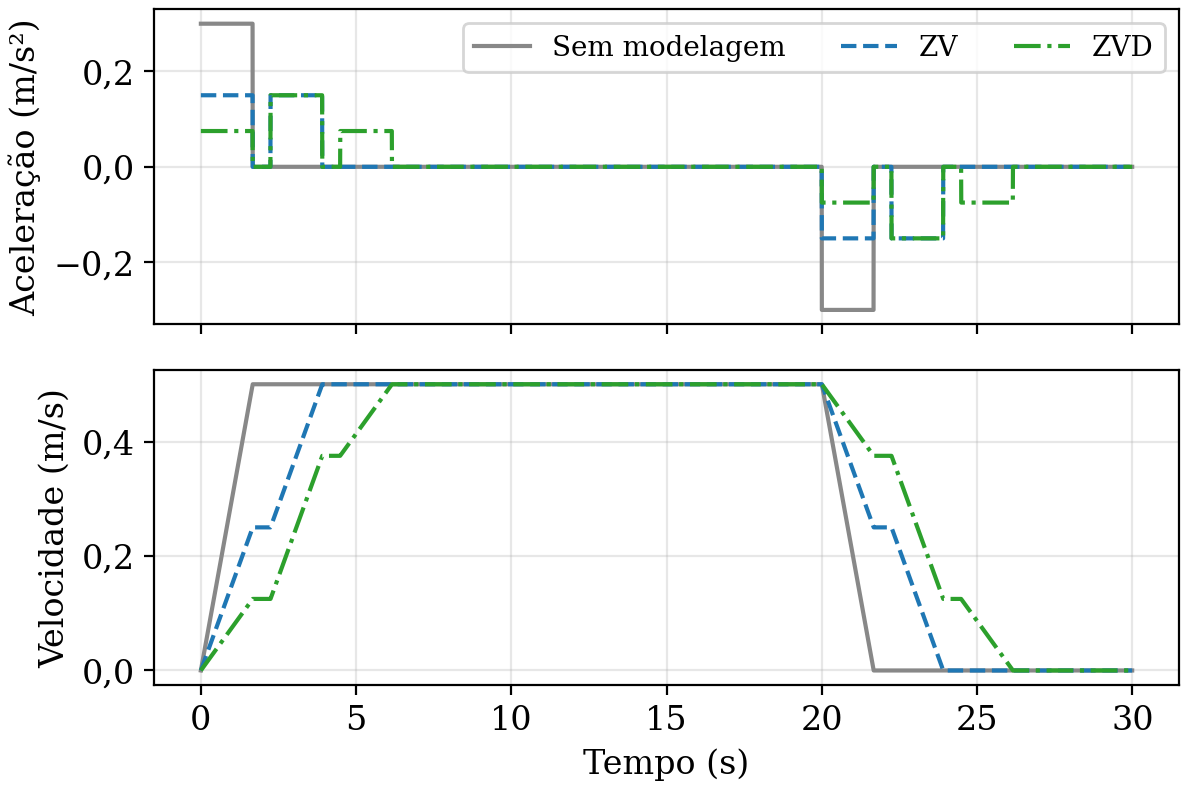 Aceleração (m/s²)
0,2
0,0
−0,2
Sem modelagem ZV ZVD
Velocidade (m/s)
0,4
0,2
0,0
0 5 10 15 20 25 30
Tempo (s)